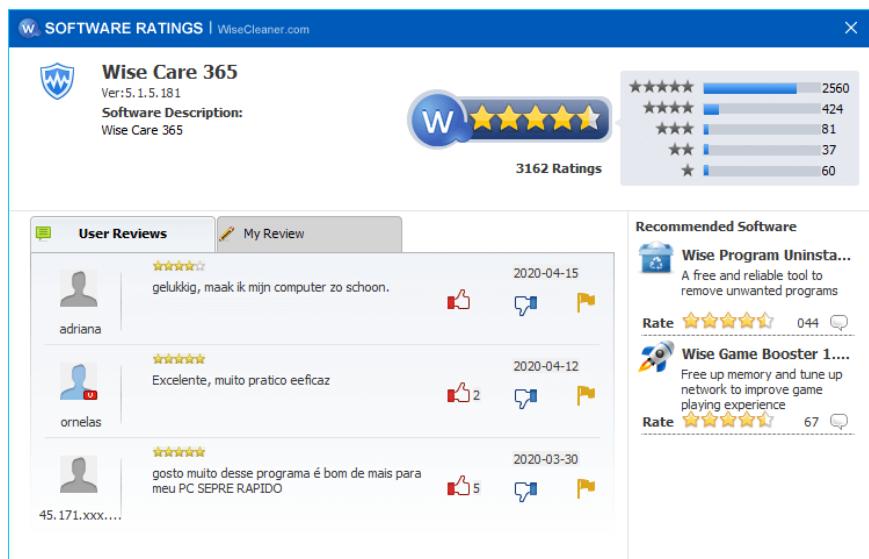 W SOFTWARE RATINGS | WiseCleaner.com
Wise Care 365
Ver:5.1.5.181
Software Description:
Wise Care 365
W
3162 Ratings
2560
424
81
37
60
User Reviews
My Review
gelukkig, maak ik mijn computer zo schoon.
2020-04-15
adriana
Excelente, muito pratico eeficaz
2020-04-12
2
ornelas
gosto muito desse programa é bom de mais para
meu PC SEPRE RAPIDO
2020-03-30
5
45.171.xxx....
Recommended Software
Wise Program Uninsta...
A free and reliable tool to
remove unwanted programs
Rate 044
Wise Game Booster 1....
Free up memory and tune up
network to improve game
playing experience
Rate 67